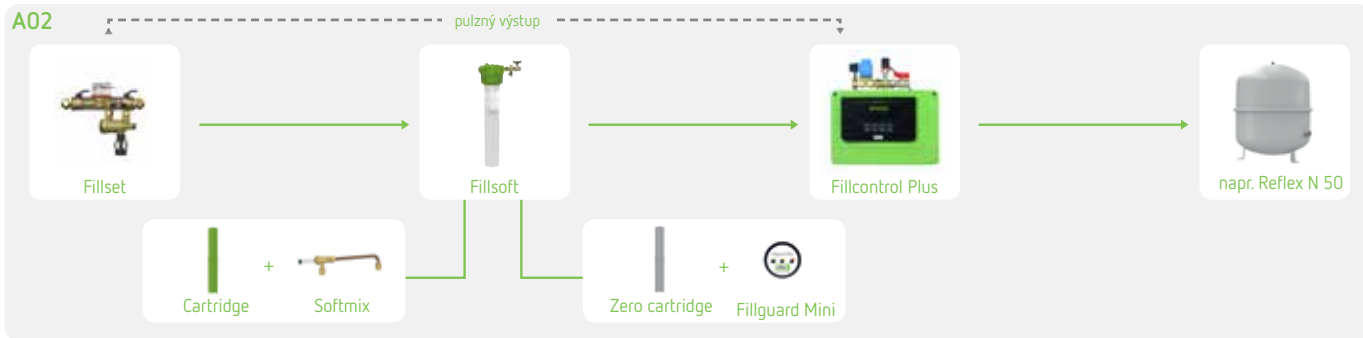 A02
pulzný výstup
Fillset
Fillsoft
Fillcontrol Plus
napr. Reflex N 50
Cartridge
+
Softmix
Zero cartridge
+
Fillguard Mini